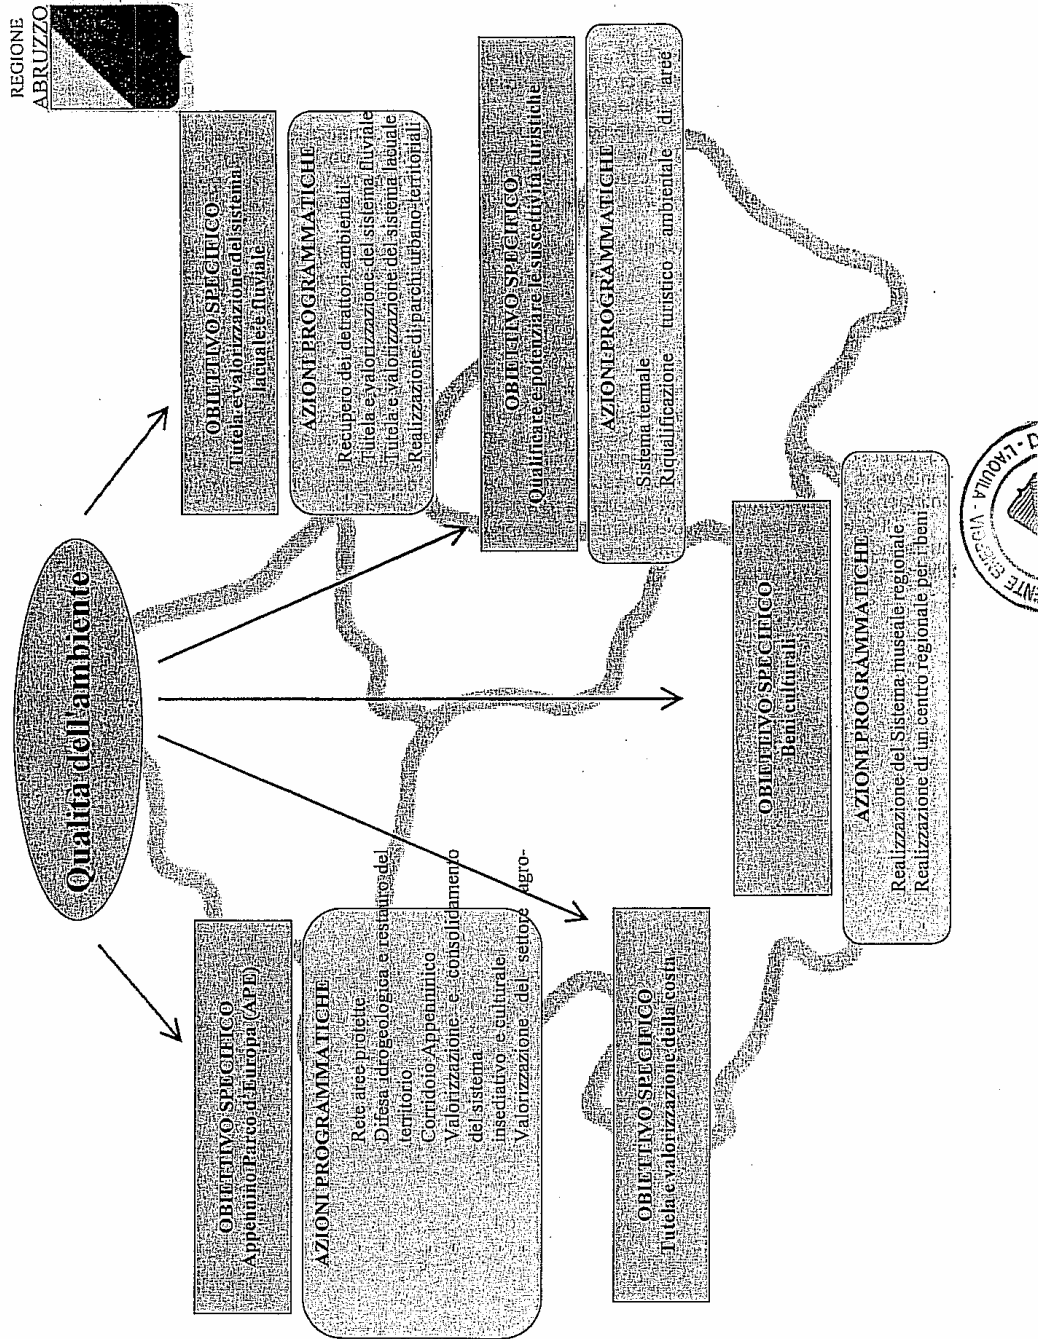 REGIONE
ABRUZZO
Qualità dell'ambiente
OBIETTIVO SPECIFICO
Appennino Parco d'Europa (APE)
AZIONI PROGRAMMATICHE
- Rete aree protette
- Difesa idrogeologica e restauro del
territorio
- Corridoio Appenninico
- Valorizzazione e consolidamento
del sistema
insediativo e culturale
- Valorizzazione del settore agro-
OBIETTIVO SPECIFICO
Tutela e valorizzazione della costa
OBIETTIVO SPECIFICO
Tutela e valorizzazione del sistema
lacuale e fluviale
AZIONI PROGRAMMATICHE
Recupero dei detrattori ambientali
Tutela e valorizzazione del sistema fluviale
Tutela e valorizzazione del sistema lacuale
Realizzazione di parchi urbano-territoriali
OBIETTIVO SPECIFICO
Qualificare e potenziare le suscettività turistiche
AZIONI PROGRAMMATICHE
Sistema termale
Riqualificazione turistico ambientale di aree
OBIETTIVO SPECIFICO
Beni culturali
AZIONI PROGRAMMATICHE
- Realizzazione del Sistema museale regionale
- Realizzazione di un centro regionale per i beni
L'AQUILA - VI